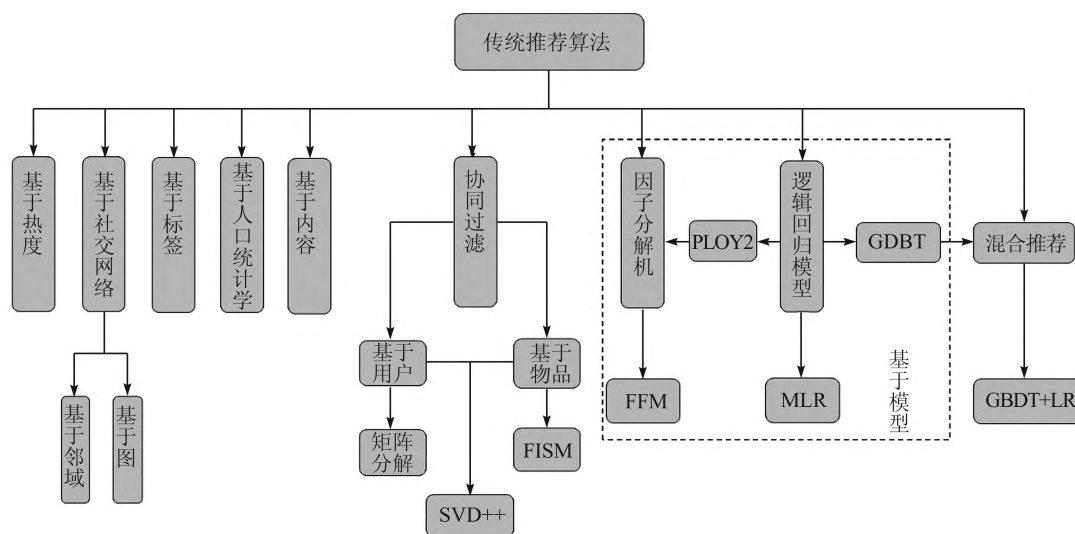 传统推荐算法
基于热度
基于社交网络
基于标签
基于人口统计学
基于内容
协同过滤
因子分解机
PLOY2
逻辑回归模型
GDBT
混合推荐
基于
用户
基于
物品
基于模型
FFM
MLR
GBDT+LR
基于邻域
基于图
矩阵
分解
FISM
SVD++